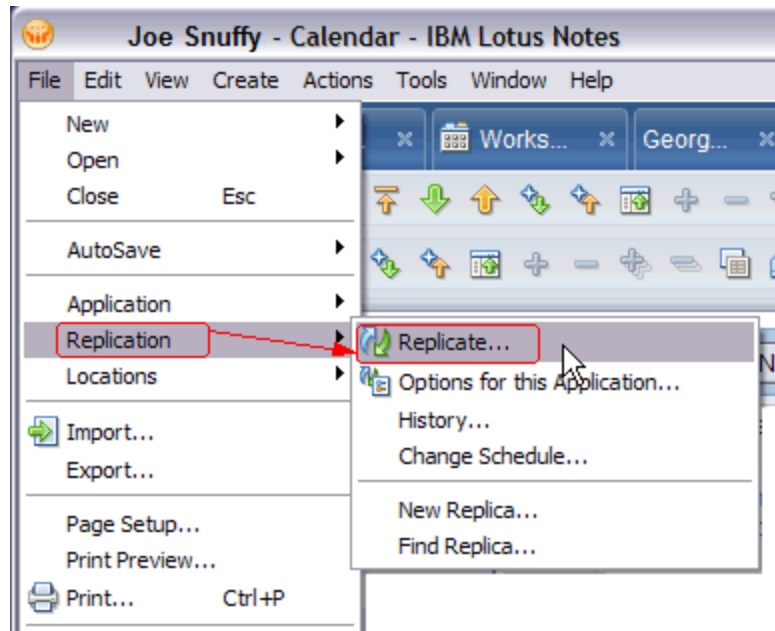 Joe Snuffy - Calendar - IBM Lotus Notes
File Edit View Create Actions Tools Window Help
Works... Georg...
New
Open
Close Esc
AutoSave
Application
Replication
Locations
Import...
Export...
Page Setup...
Print Preview...
Print... Ctrl+P
Replicate...
Options for this Application...
History...
Change Schedule...
New Replica...
Find Replica...
N